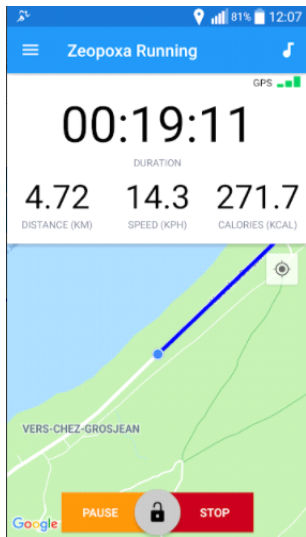 81% 12:07
Zeopoxa Running
GPS
00:19:11
DURATION
4.72 14.3 271.7
DISTANCE (KM) SPEED (KPH) CALORIES (KCAL)
VERS-CHEZ-GROSJEAN
PAUSE STOP
Google